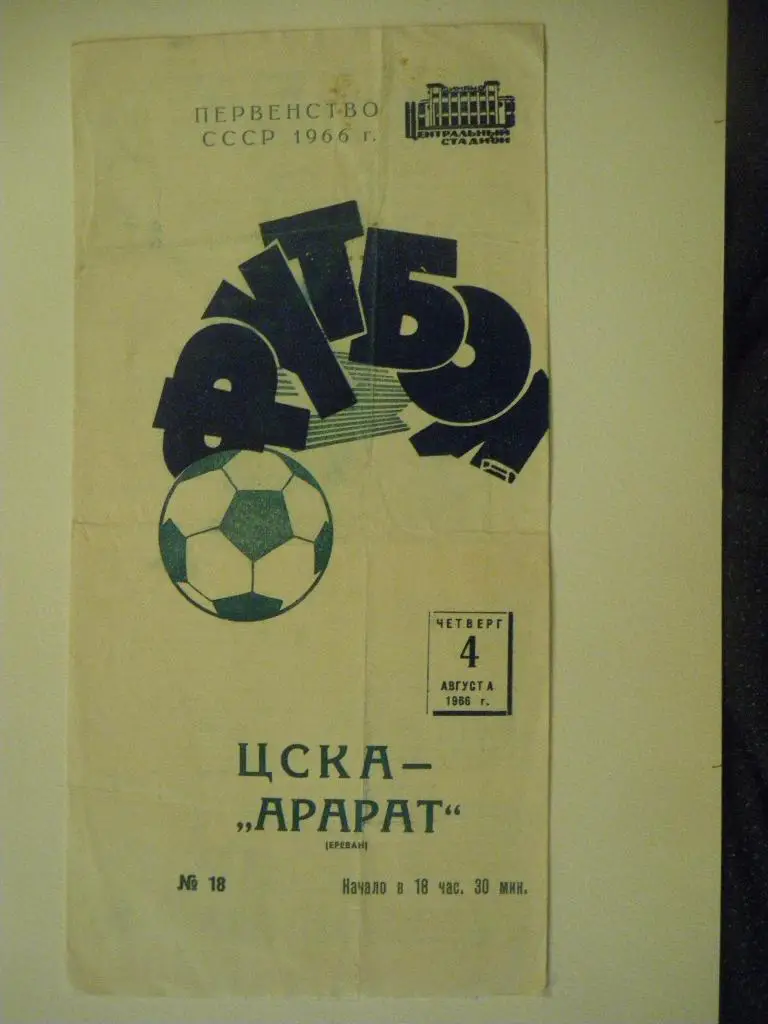 ПЕРВЕНСТВО
СССР 1966 г.
ЦЕНТРАЛЬНЫЙ
СТАДИОН
ФУТБОЛ
ЧЕТВЕРГ
4
АВГУСТА
1966 г.
ЦСКА—
„АРАРАТ“
(ЕРЕВАН)
№ 18
Начало в 18 час. 30 мин.